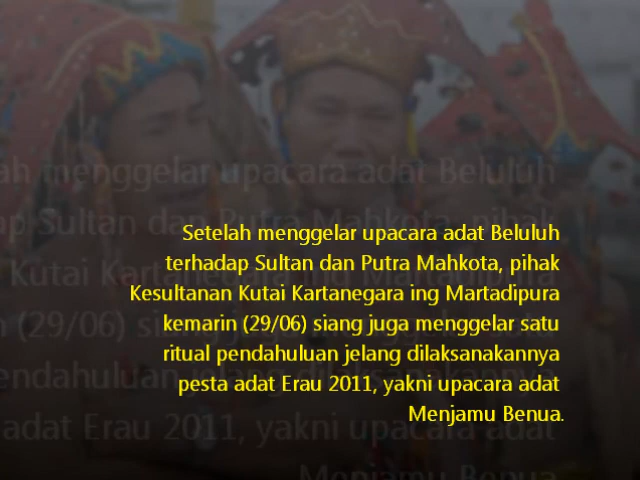 Setelah menggelar upacara adat Beluluh
terhadap Sultan dan Putra Mahkota, pihak
Kesultanan Kutai Kartanegara ing Martadipura
kemarin (29/06) siang juga menggelar satu
ritual pendahuluan jelang dilaksanakannya
pesta adat Erau 2011, yakni upacara adat
Menjamu Benua.